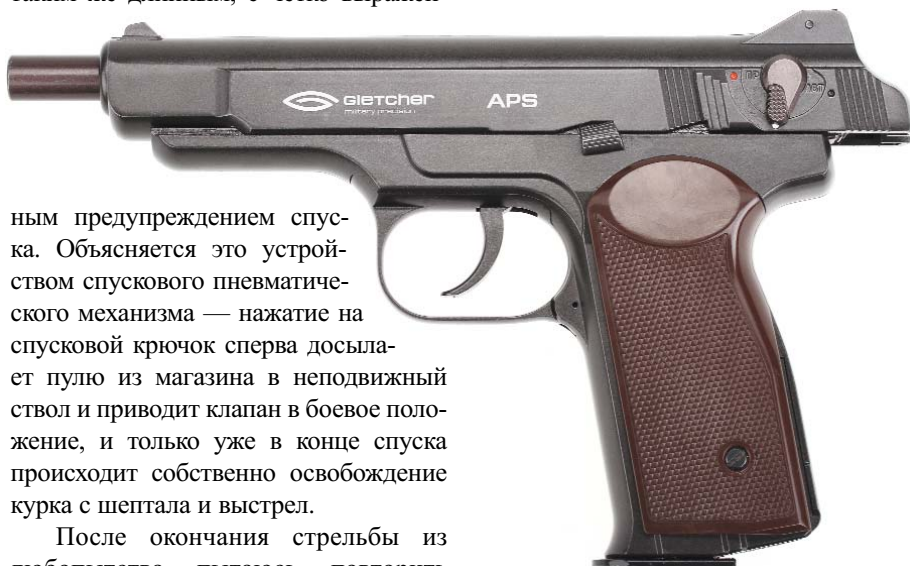 Gletcher
APS
ным предупреждением спус-
ка. Объясняется это устрой-
ством спускового пневматиче-
ского механизма — нажатие на
спусковой крючок сперва досыла-
ет пулю из магазина в неподвижный
ствол и приводит клапан в боевое поло-
жение, и только уже в конце спуска
происходит собственно освобождение
курка с шептала и выстрел.
После окончания стрельбы из